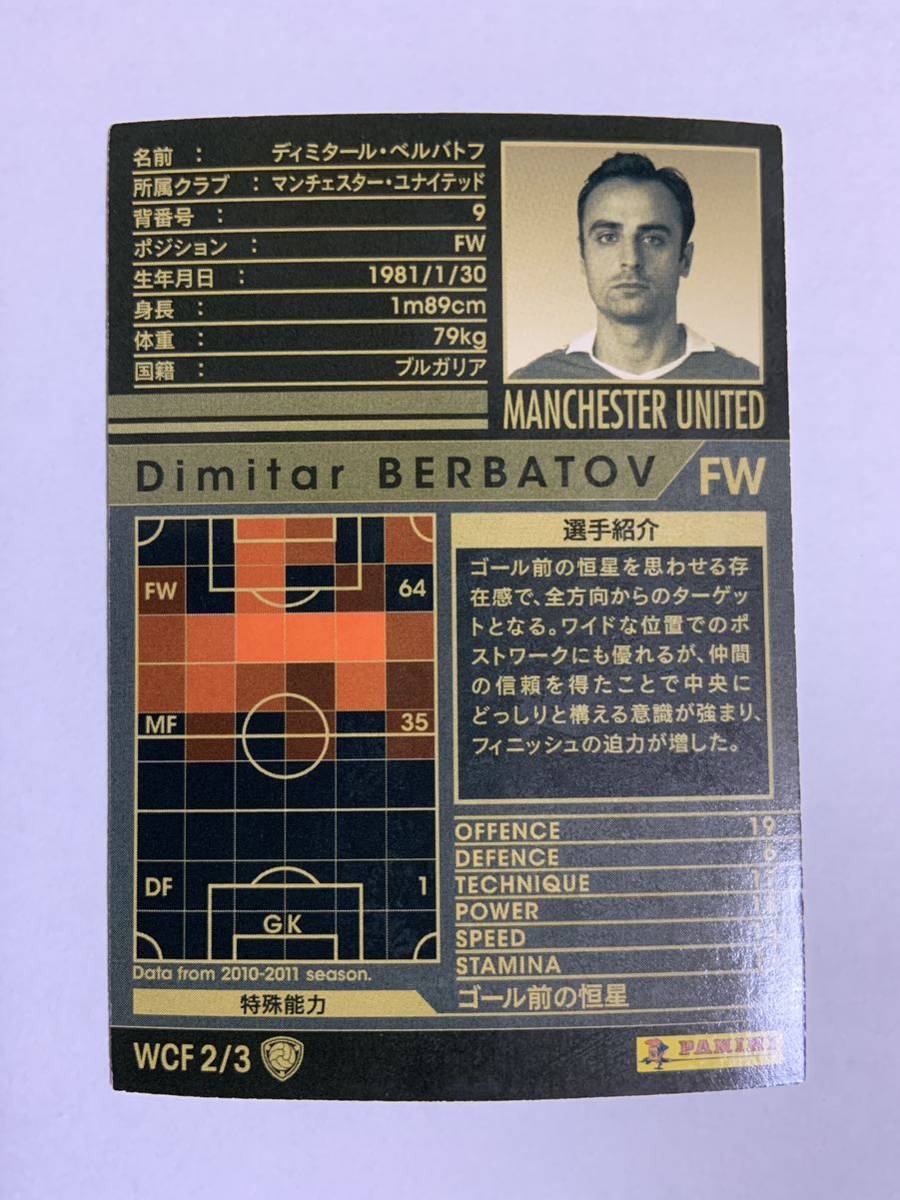 名前 : ディミタール・ベルバトフ
所属クラブ : マンチェスター・ユナイテッド
背番号 : 9
ポジション : FW
生年月日 : 1981/1/30
身長 : 1m89cm
体重 : 79kg
国籍 : ブルガリア
MANCHESTER UNITED
Dimitar BERBATOV FW
FW 64
MF 35
DF 1
GK
Data from 2010-2011 season.
選手紹介
ゴール前の恒星を思わせる存
在感で、全方向からのターゲッ
トとなる。ワイドな位置でのポ
ストワークにも優れるが、仲間
の信頼を得たことで中央に
どっしりと構える意識が強まり、
フィニッシュの迫力が増した。
OFFENCE 19
DEFENCE 6
TECHNIQUE
POWER
SPEED
STAMINA
特殊能力 ゴール前の恒星
WCF 2/3
PANINI